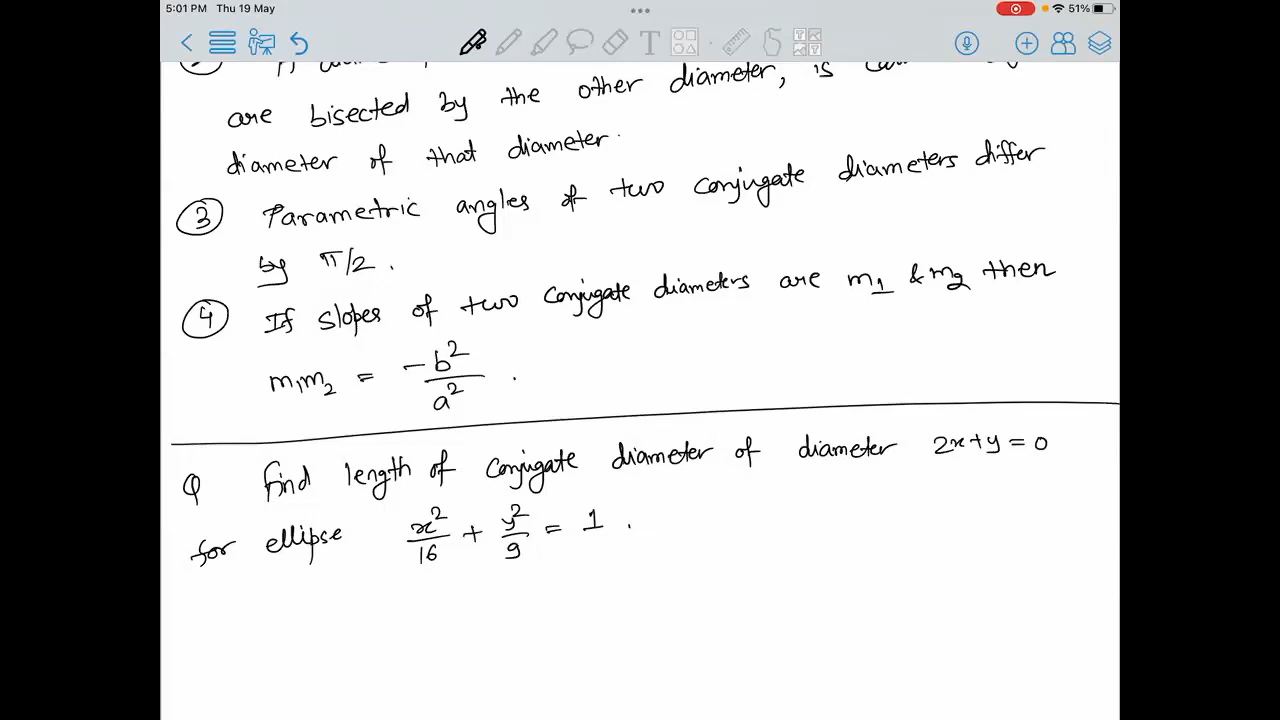 5:01 PM Thu 19 May
51%
T
are bisected by the other diameter, is
diameter of that diameter.
③ Parametric angles of two conjugate diameters differ
by π/2 .
④ If slopes of two conjugate diameters are m₁ & m₂ then
m₁m₂ = -b²/a² .
Q find length of conjugate diameter of diameter 2x+y=0
for ellipse x²/16 + y²/9 = 1 .